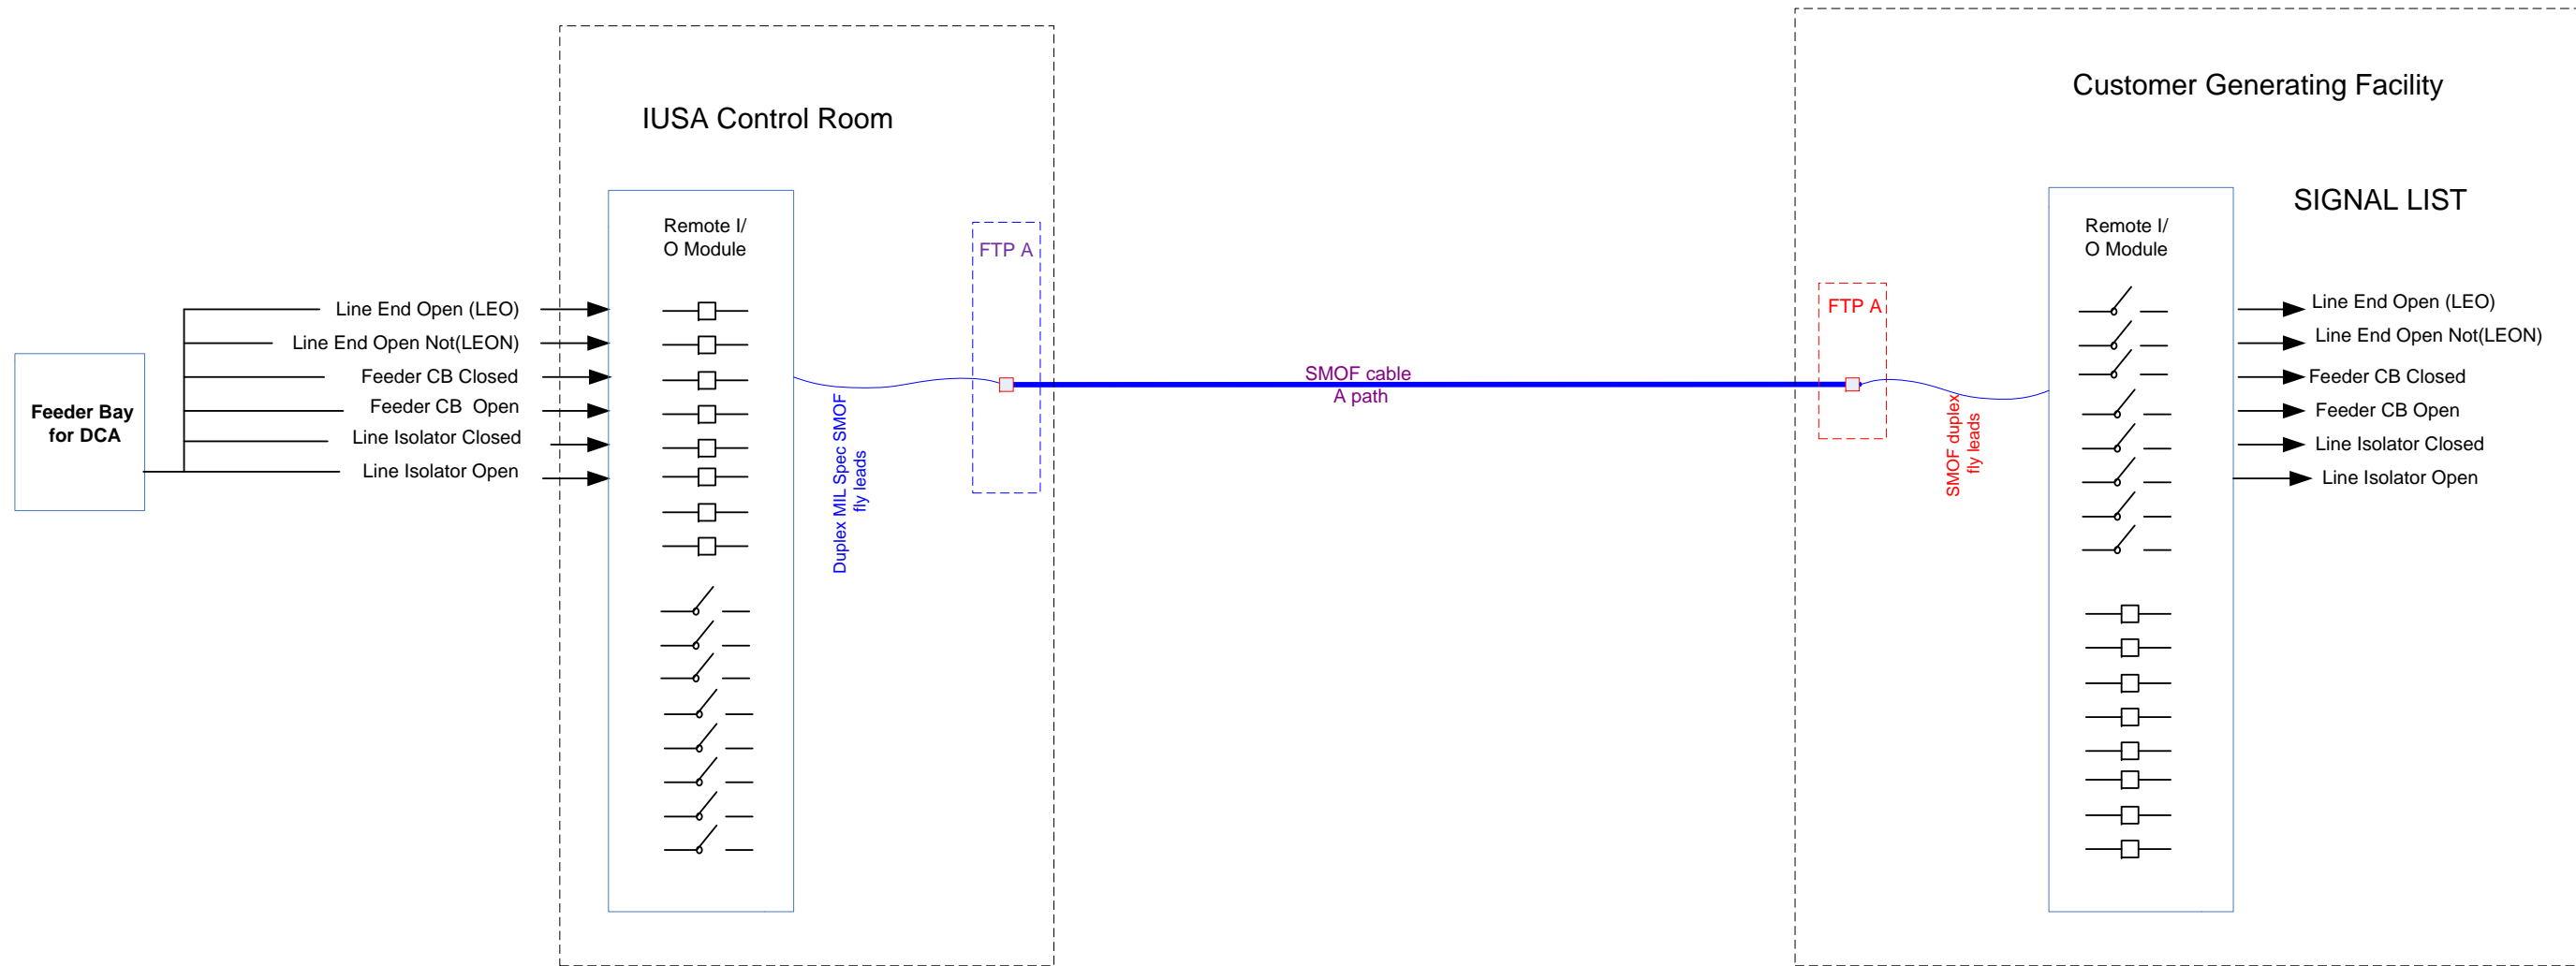 Customer Generating Facility
IUSA Control Room
SIGNAL LIST
Remote I/
O Module
FTP A
Remote I/
O Module
FTP A
Line End Open (LEO)
Line End Open Not(LEON)
Feeder CB Closed
Feeder CB  Open
Line Isolator Closed
Line Isolator Open
Feeder Bay
for DCA
Duplex MIL Spec SMOF
fly leads
SMOF cable
A path
SMOF duplex
fly leads
Line End Open (LEO)
Line End Open Not(LEON)
Feeder CB Closed
Feeder CB Open
Line Isolator Closed
Line Isolator Open